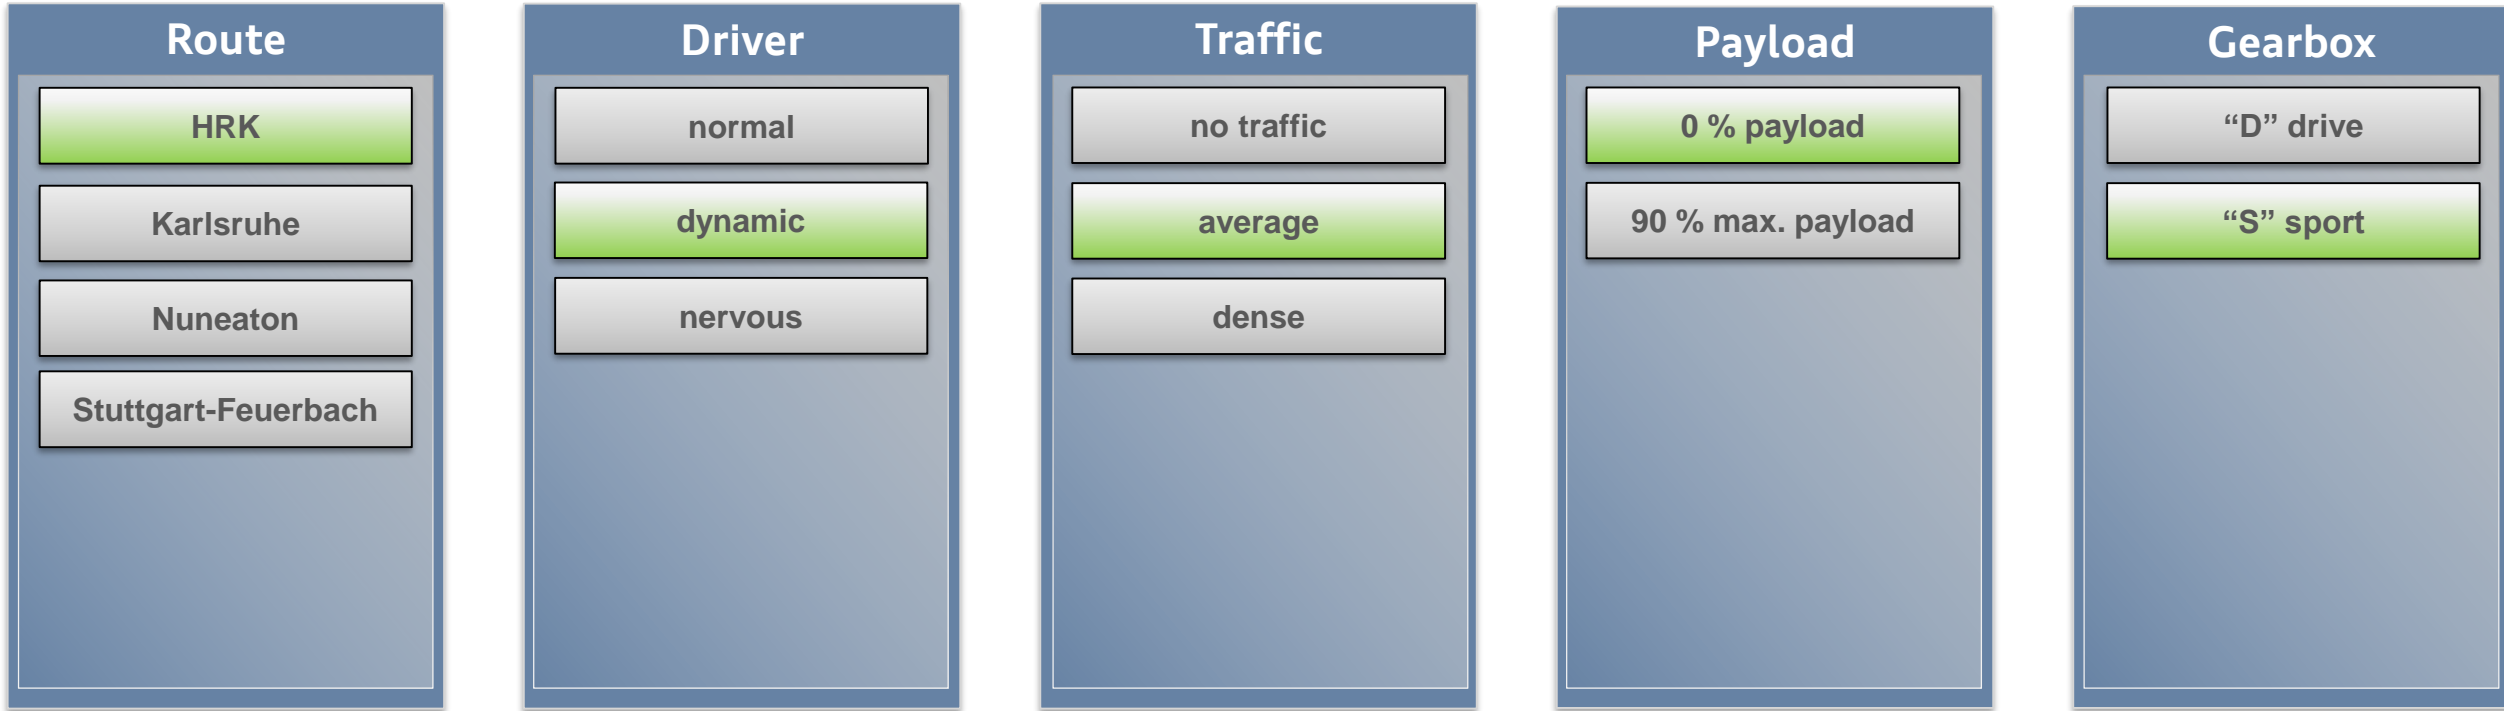 Route
HRK
Karlsruhe
Nuneaton
Stuttgart-Feuerbach
Driver
normal
dynamic
nervous
Traffic
no traffic
average
dense
Payload
0 % payload
90 % max. payload
Gearbox
“D” drive
“S” sport